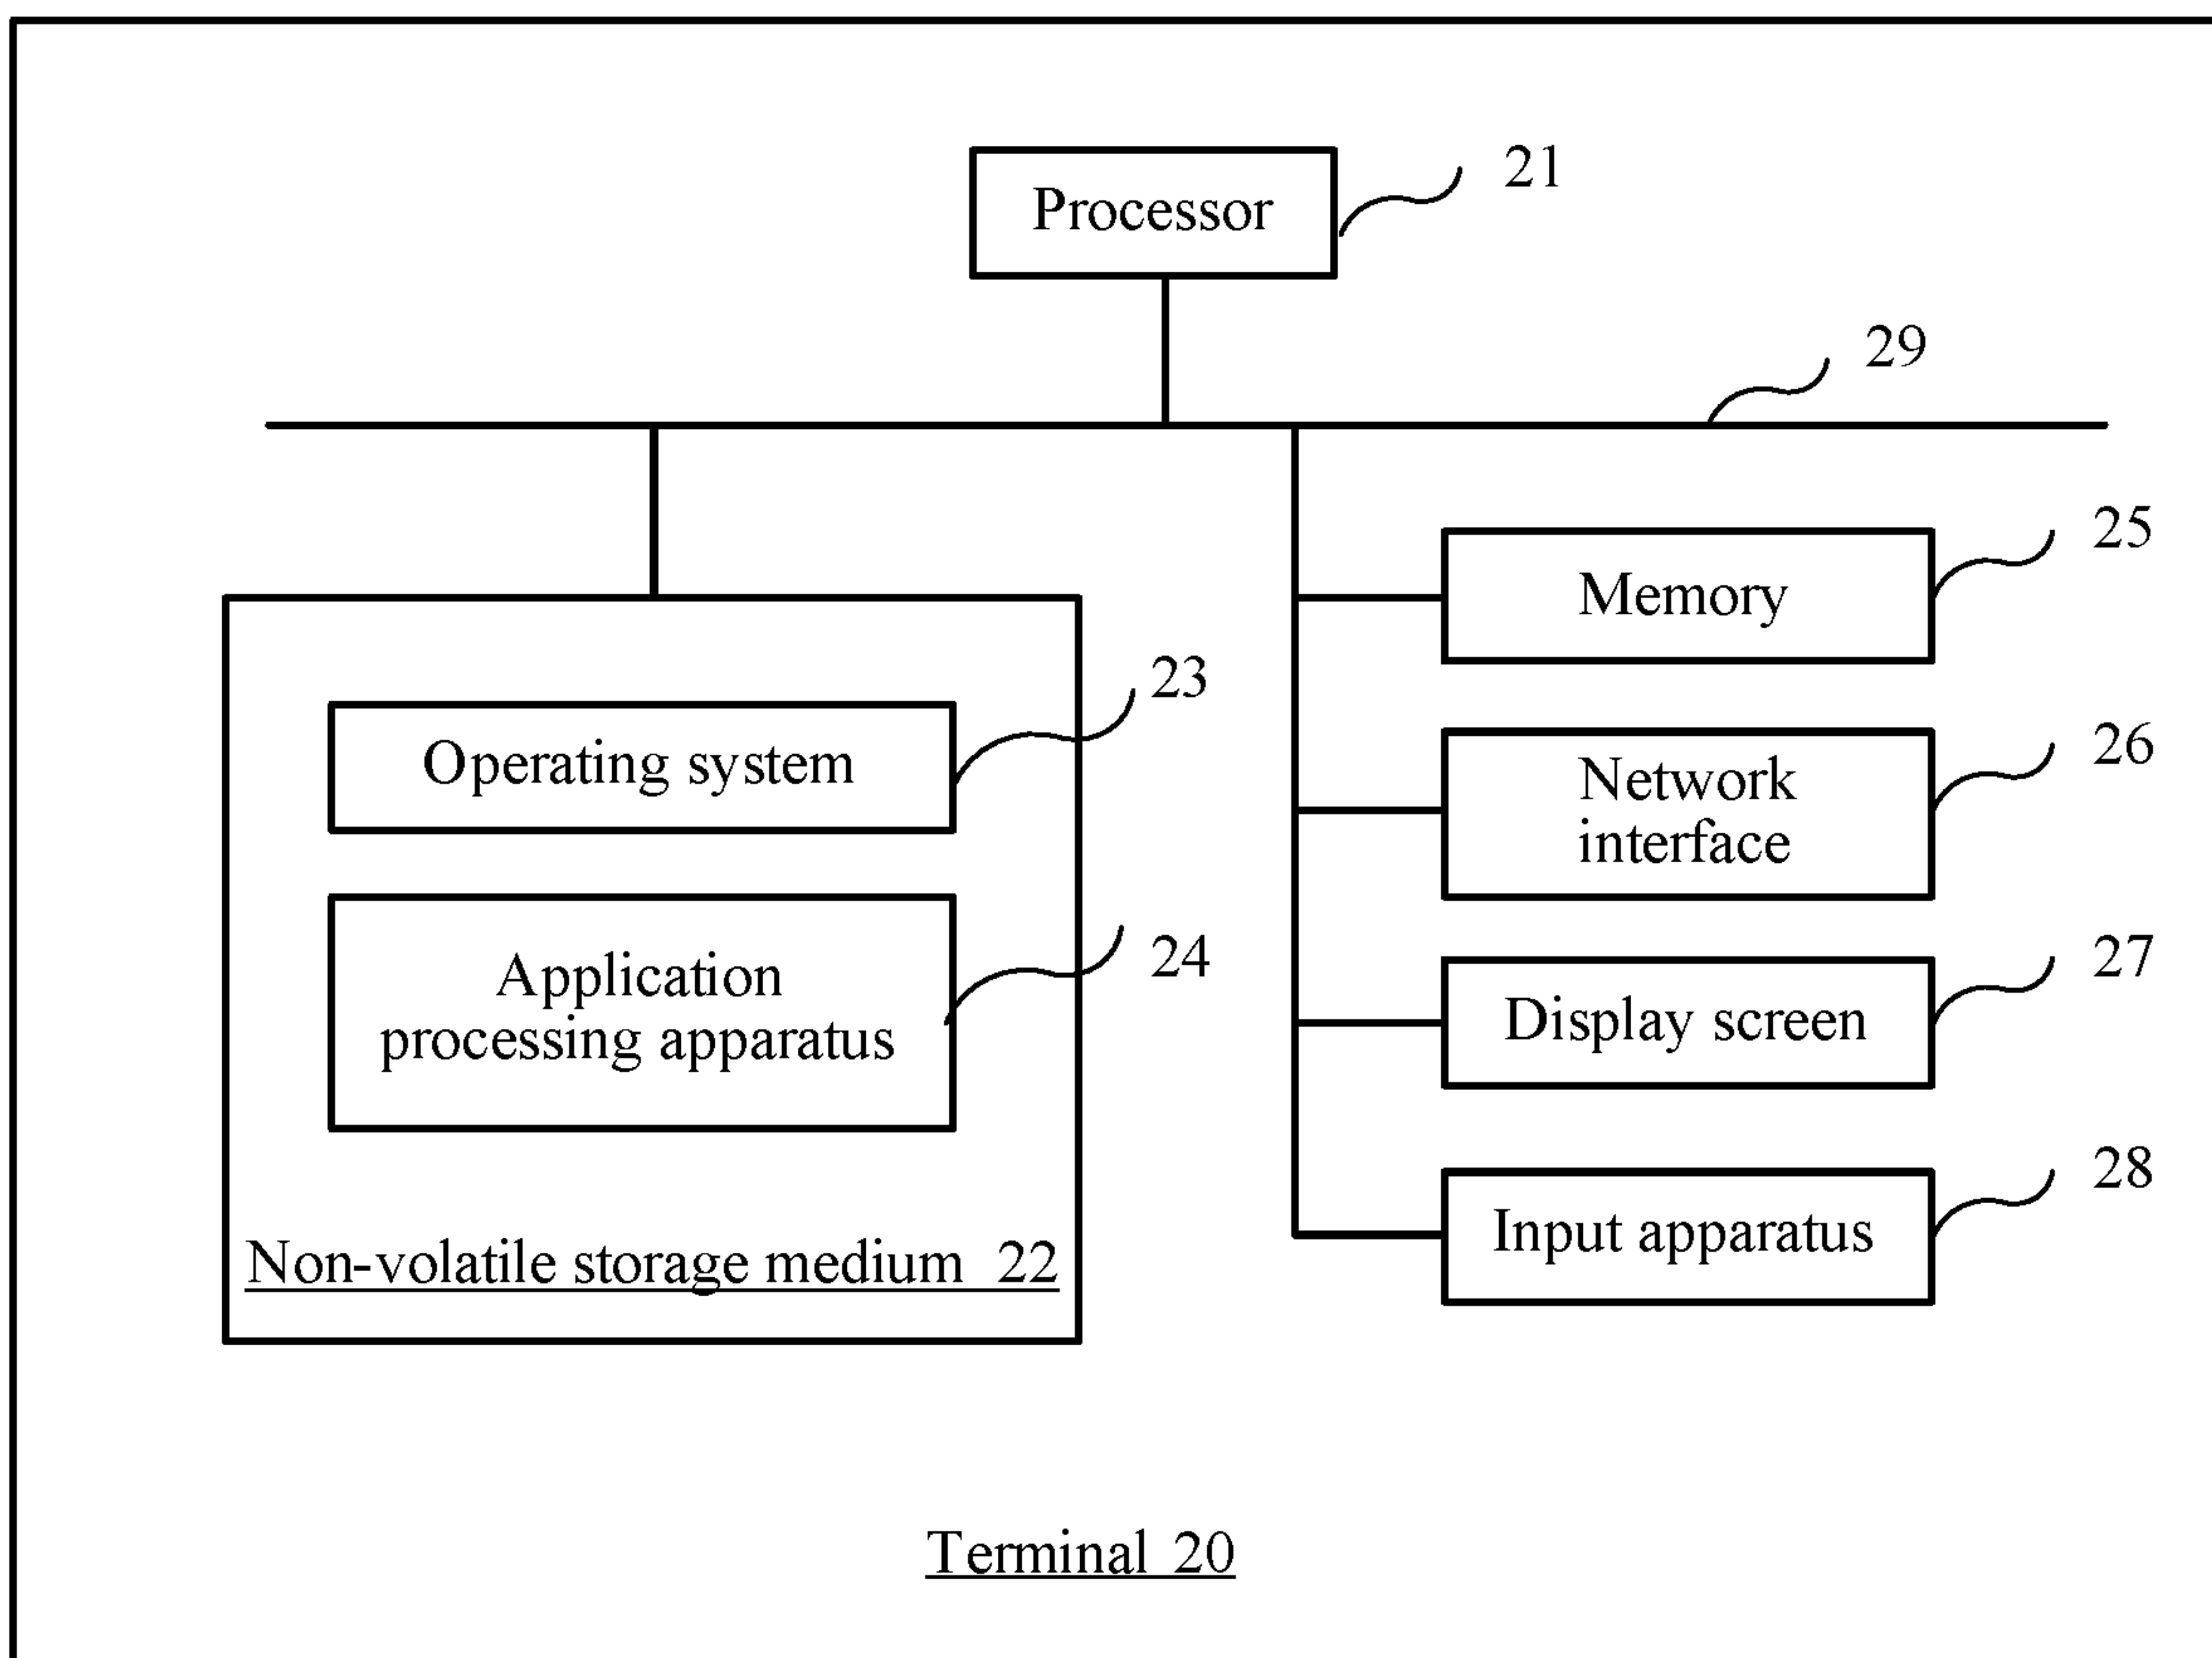 Processor
21
29
Memory
25
Operating system
23
Network
interface
26
Application
processing apparatus
24
Display screen
27
Input apparatus
28
Non-volatile storage medium 22
Terminal 20